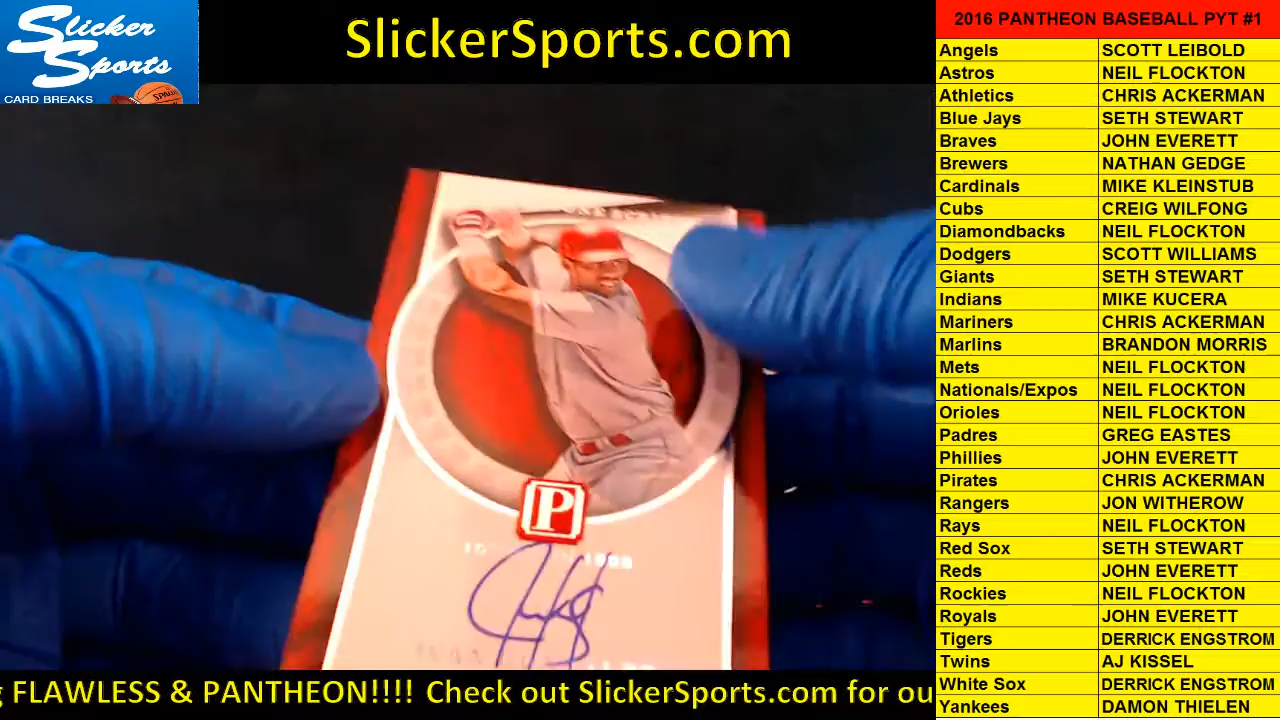 Slicker
Sports
CARD BREAKS
SPALDING
SlickerSports.com
P
FLAWLESS & PANTHEON!!!! Check out SlickerSports.com for ou
2016 PANTHEON BASEBALL PYT #1
Angels SCOTT LEIBOLD
Astros NEIL FLOCKTON
Athletics CHRIS ACKERMAN
Blue Jays SETH STEWART
Braves JOHN EVERETT
Brewers NATHAN GEDGE
Cardinals MIKE KLEINSTUB
Cubs CREIG WILFONG
Diamondbacks NEIL FLOCKTON
Dodgers SCOTT WILLIAMS
Giants SETH STEWART
Indians MIKE KUCERA
Mariners CHRIS ACKERMAN
Marlins BRANDON MORRIS
Mets NEIL FLOCKTON
Nationals/Expos NEIL FLOCKTON
Orioles NEIL FLOCKTON
Padres GREG EASTES
Phillies JOHN EVERETT
Pirates CHRIS ACKERMAN
Rangers JON WITHEROW
Rays NEIL FLOCKTON
Red Sox SETH STEWART
Reds JOHN EVERETT
Rockies NEIL FLOCKTON
Royals JOHN EVERETT
Tigers DERRICK ENGSTROM
Twins AJ KISSEL
White Sox DERRICK ENGSTROM
Yankees DAMON THIELEN